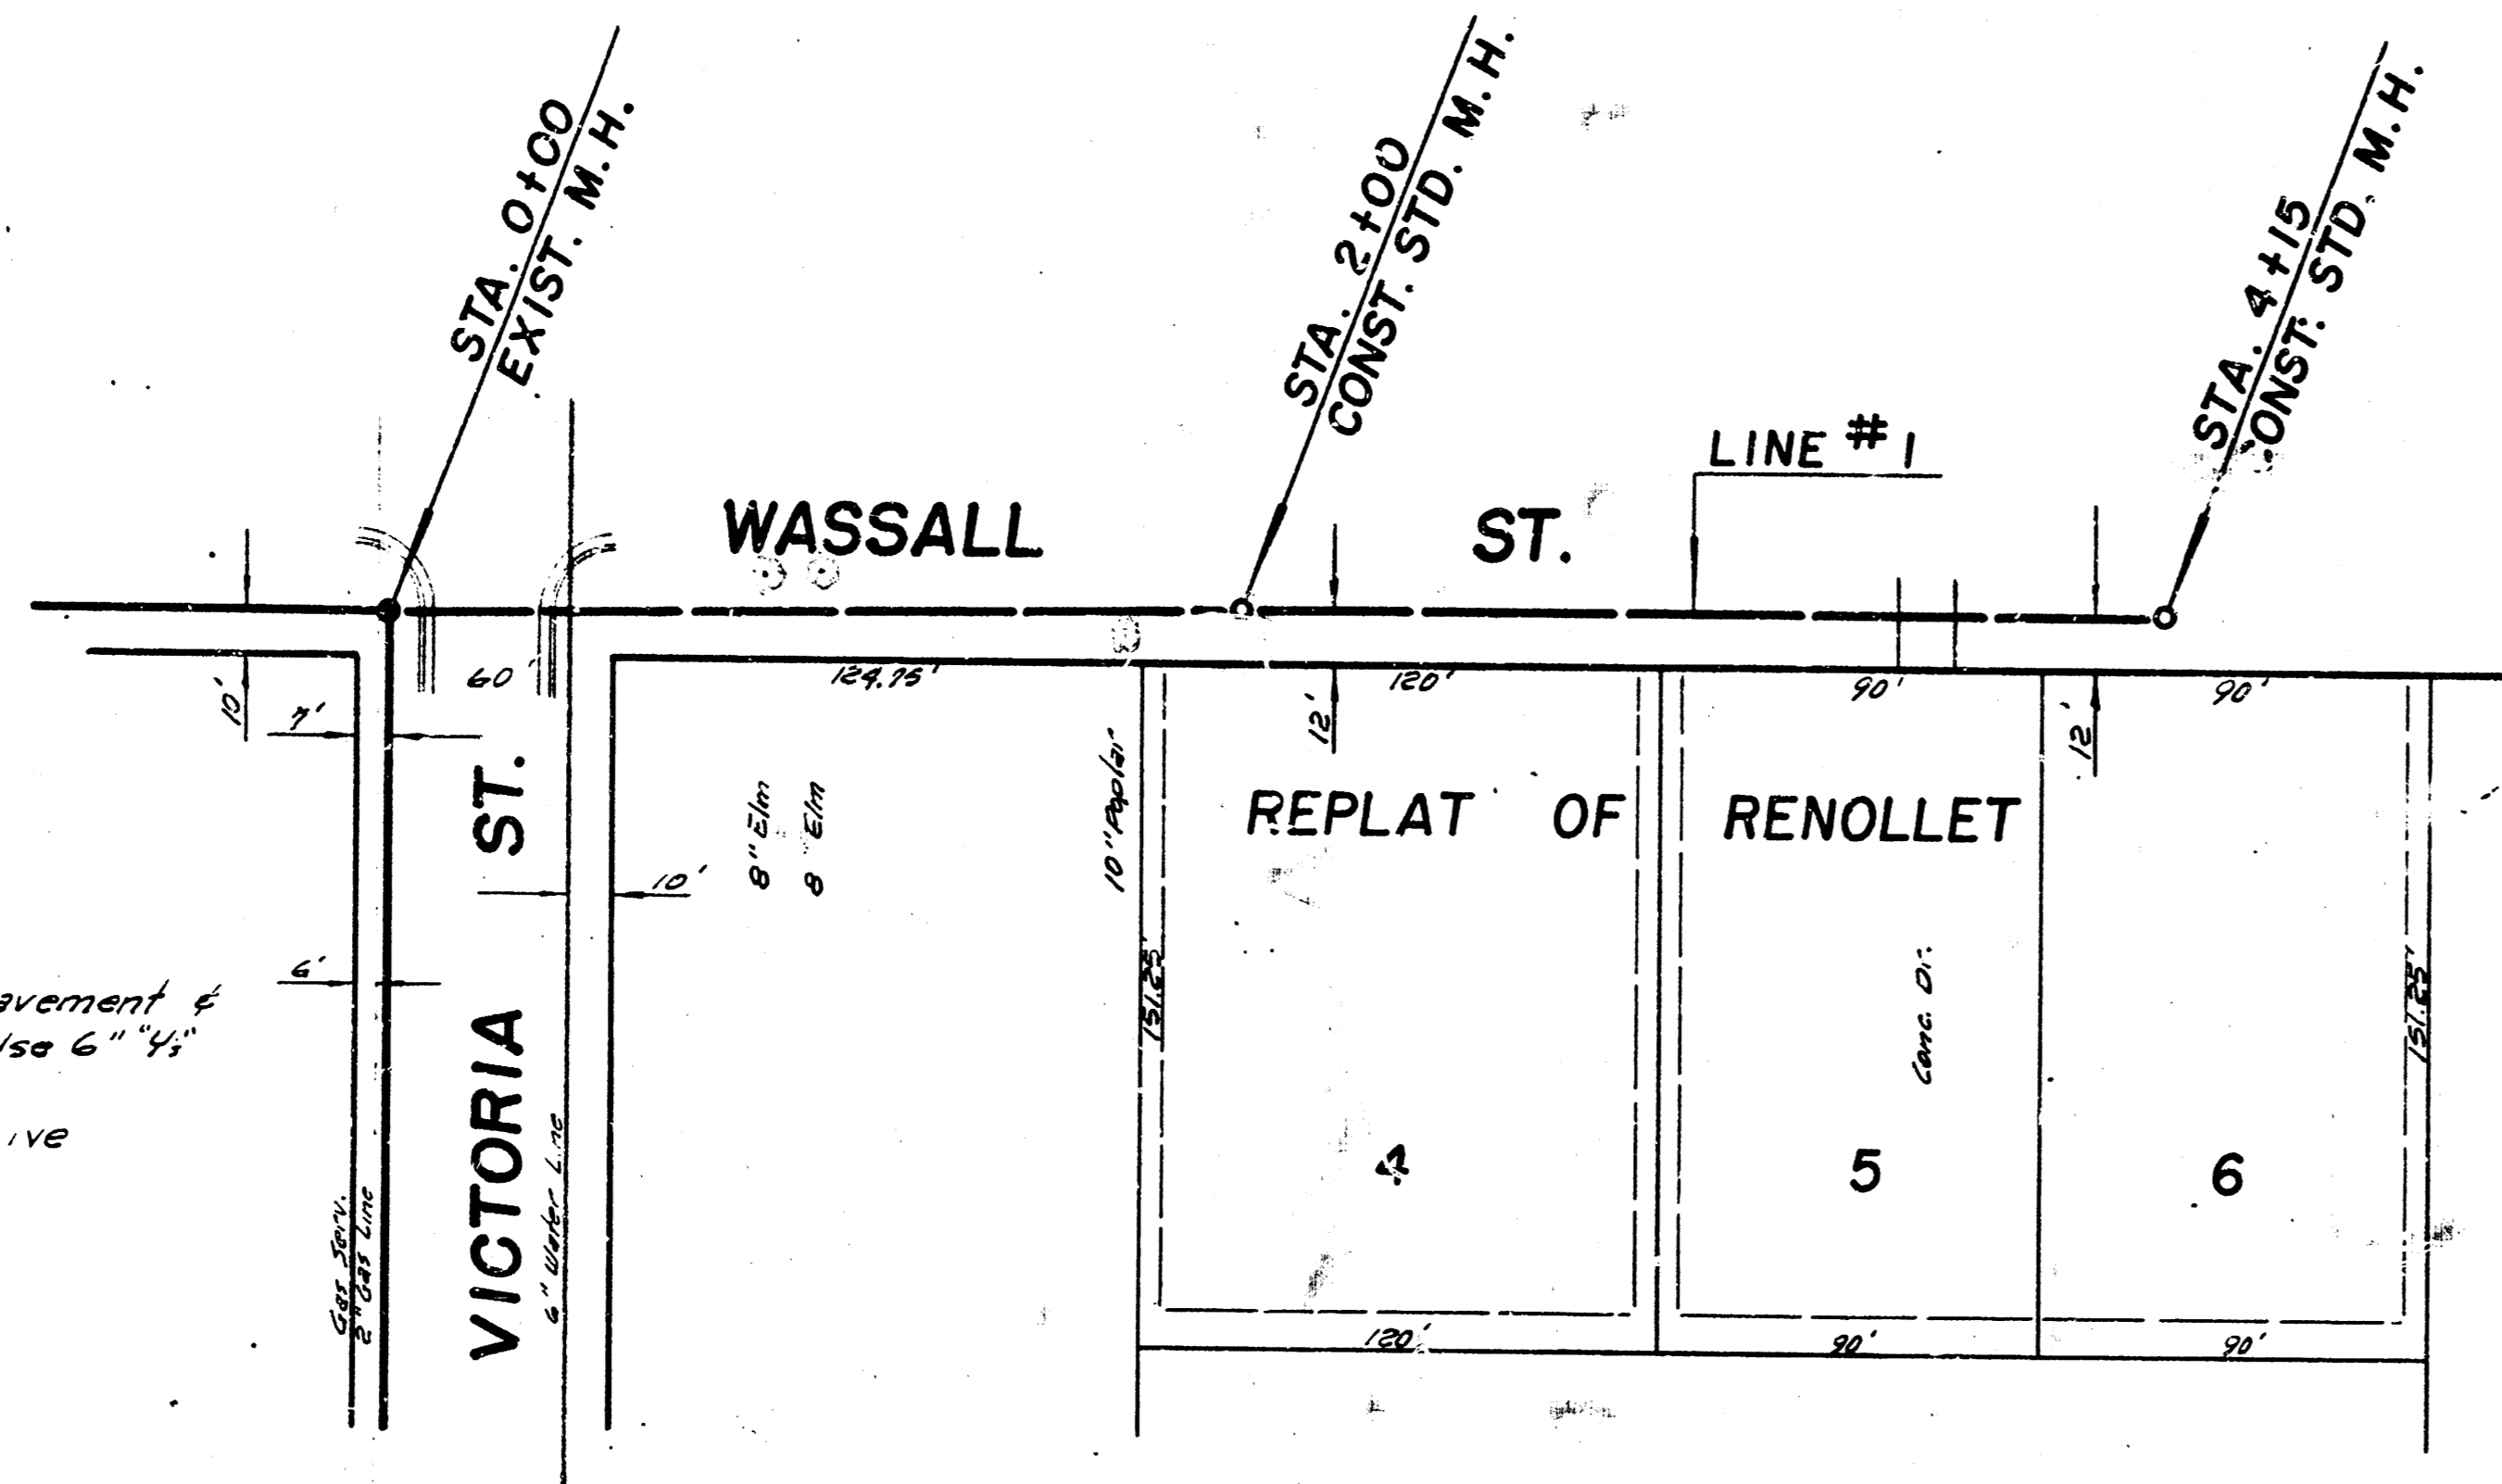 STA. 0+00
EXIST. M.H.
STA. 2+00
CONST. STD. M.H.
STA. 4+15
CONST. STD. M.H.
LINE #1
WASSALL ST.
60'
124.75'
120'
90'
90'
10'
7'
12'
12'
10'
6'
VICTORIA ST.
8" Elm
8 Elm
10" Poplar
REPLAT OF RENOLLET
151.25'
151.25'
Conc. Dr.
avement &
6" "Y's"
ive
Gas Serv.
2" Gas Line
6" Water Line
4
5
6
120'
90'
90'